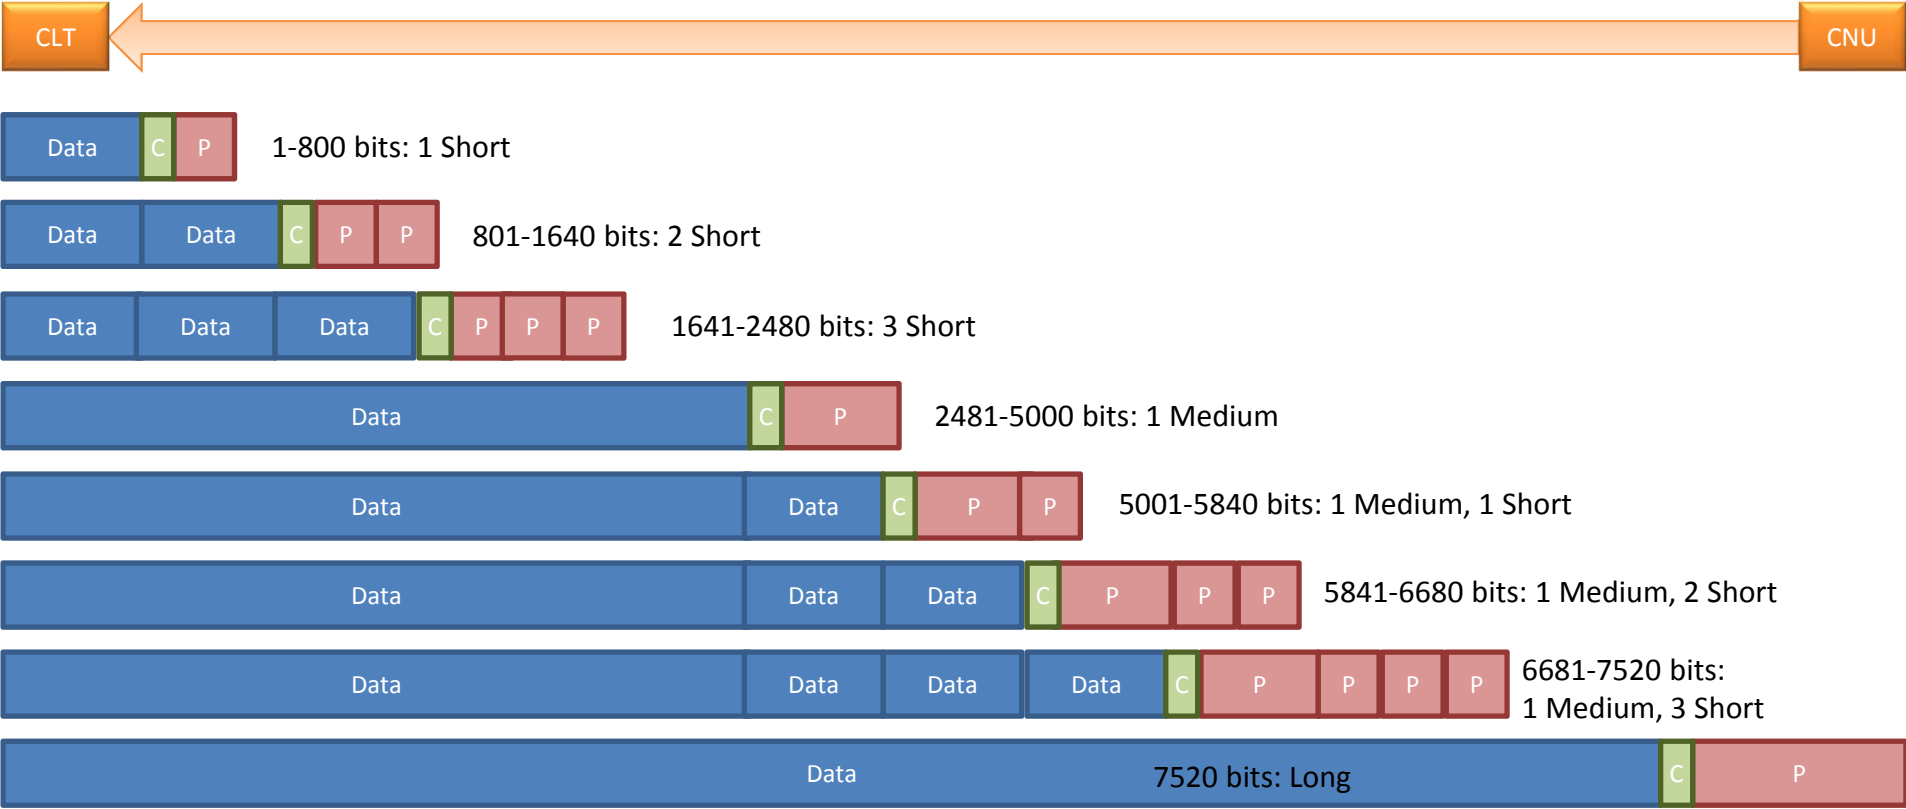 CLT CNU
Data C P 1-800 bits: 1 Short
Data Data C P P 801-1640 bits: 2 Short
Data Data Data C P P P 1641-2480 bits: 3 Short
Data C P 2481-5000 bits: 1 Medium
Data Data C P P 5001-5840 bits: 1 Medium, 1 Short
Data Data Data C P P P 5841-6680 bits: 1 Medium, 2 Short
Data Data Data Data C P P P P 6681-7520 bits:
1 Medium, 3 Short
Data 7520 bits: Long C P